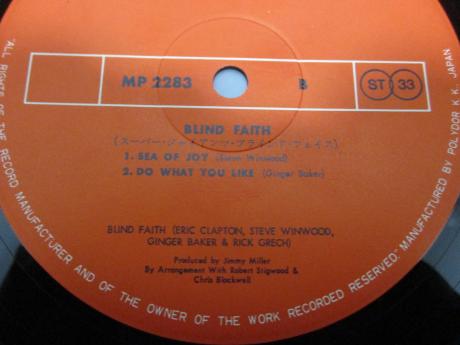 MP 2283 B ST 33
BLIND FAITH
(スーパー・ジャイアンツ・ブラインド・フェイス)
1. SEA OF JOY (Steve Winwood)
2. DO WHAT YOU LIKE (Ginger Baker)
BLIND FAITH (ERIC CLAPTON, STEVE WINWOOD,
GINGER BAKER & RICK GRECH)
Produced by Jimmy Miller
By Arrangement With Robert Stigwood &
Chris Blackwell
"ALL RIGHTS OF THE RECORD MANUFACTURER AND OF THE OWNER OF THE WORK RECORDED RESERVED." MANUFACTURED BY POLYDOR K. K. JAPAN